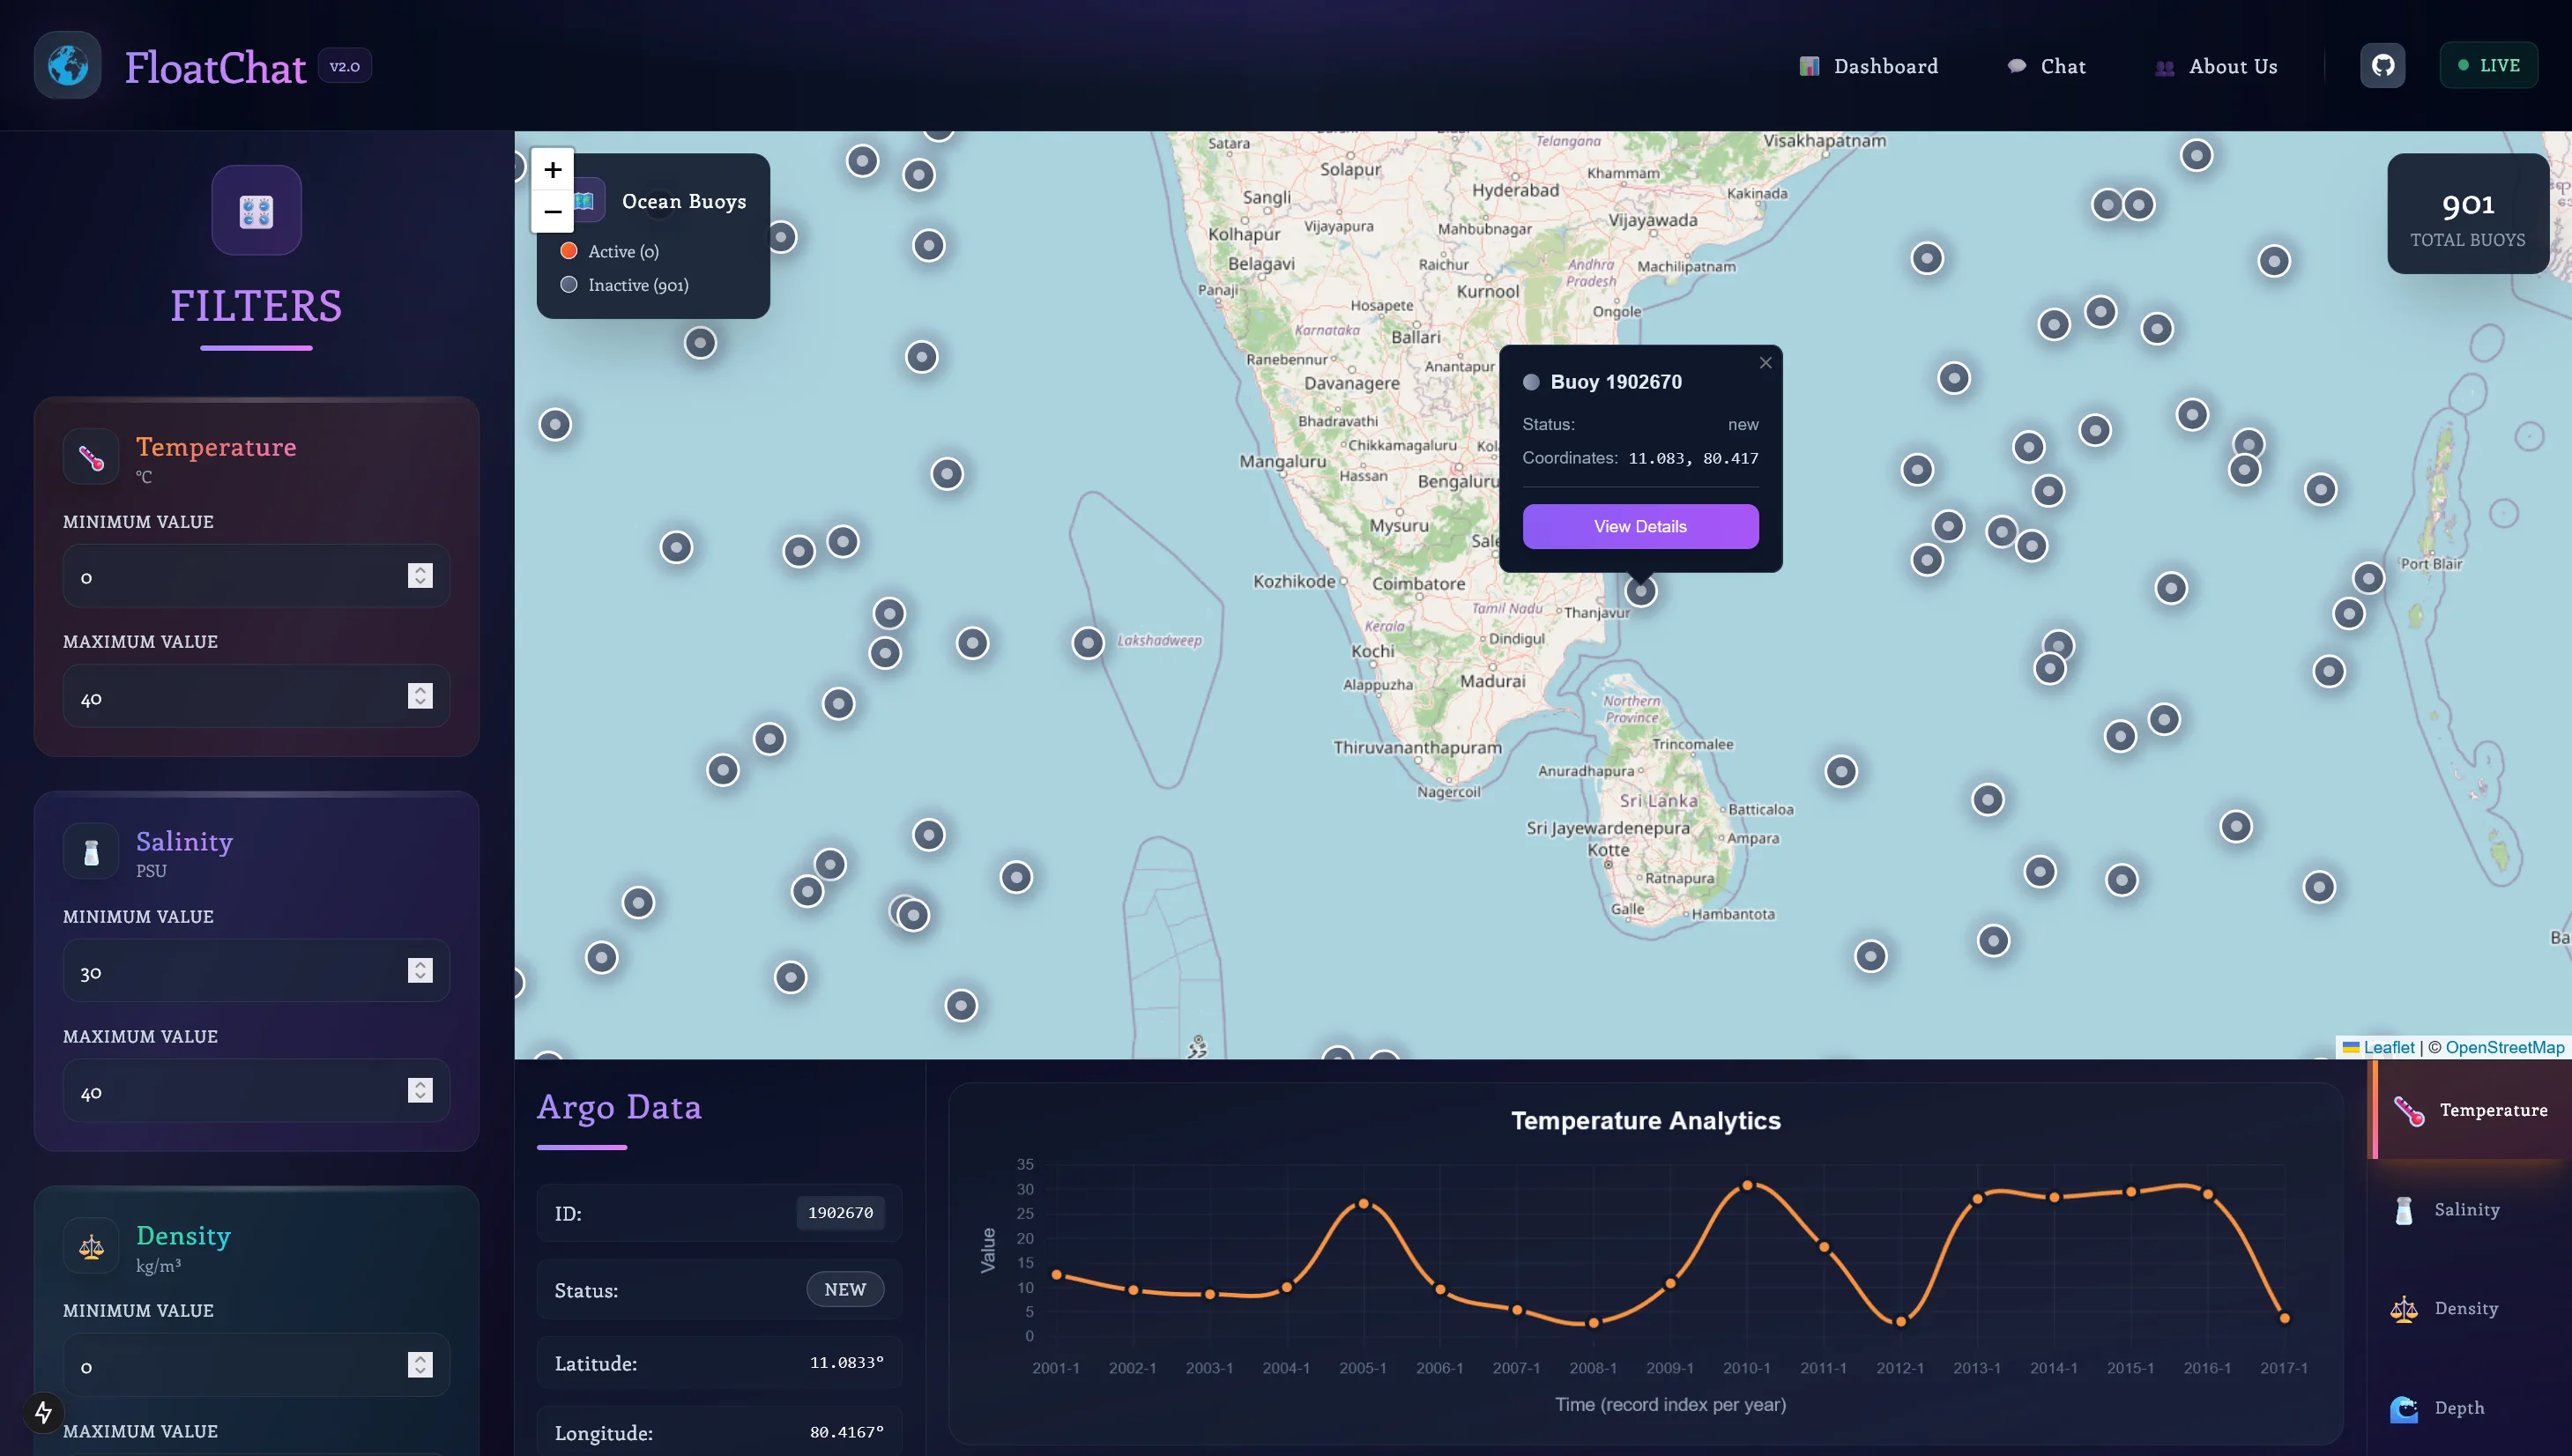 FloatChat v2.0
Dashboard
Chat
About Us
LIVE
FILTERS
Temperature
°C
MINIMUM VALUE
0
MAXIMUM VALUE
40
Salinity
PSU
MINIMUM VALUE
30
MAXIMUM VALUE
40
Density
kg/m³
MINIMUM VALUE
0
MAXIMUM VALUE
+
−
Ocean Buoys
Active (0)
Inactive (901)
901
TOTAL BUOYS
Satara
Solapur
Telangana
Visakhapatnam
Khammam
Sangli
Hyderabad
Kakinada
Vijayapura
Mahbubnagar
Vijayawada
Kolhapur
Belagavi
Raichur
Andhra
Pradesh
Machilipatnam
Panaji
Kurnool
Hosapete
Ongole
Karnataka
Ballari
Ranebennur
Anantapur
Davanagere
Bhadravathi
Chikkamagaluru
Mangaluru
Hassan
Bengaluru
Mysuru
Kozhikode
Coimbatore
Tamil Nadu
Thanjavur
Lakshadweep
Kerala
Dindigul
Kochi
Alappuzha
Madurai
Northern
Province
Thiruvananthapuram
Trincomalee
Nagercoil
Anuradhapura
Sri Lanka
Batticaloa
Sri Jayewardenepura
Kotte
Ampara
Ratnapura
Galle
Hambantota
Port Blair
Buoy 1902670
Status: new
Coordinates: 11.083, 80.417
View Details
Leaflet | © OpenStreetMap
Argo Data
ID: 1902670
Status: NEW
Latitude: 11.0833°
Longitude: 80.4167°
Temperature Analytics
35
30
25
20
15
10
5
0
Value
2001-1 2002-1 2003-1 2004-1 2005-1 2006-1 2007-1 2008-1 2009-1 2010-1 2011-1 2012-1 2013-1 2014-1 2015-1 2016-1 2017-1
Time (record index per year)
Temperature
Salinity
Density
Depth